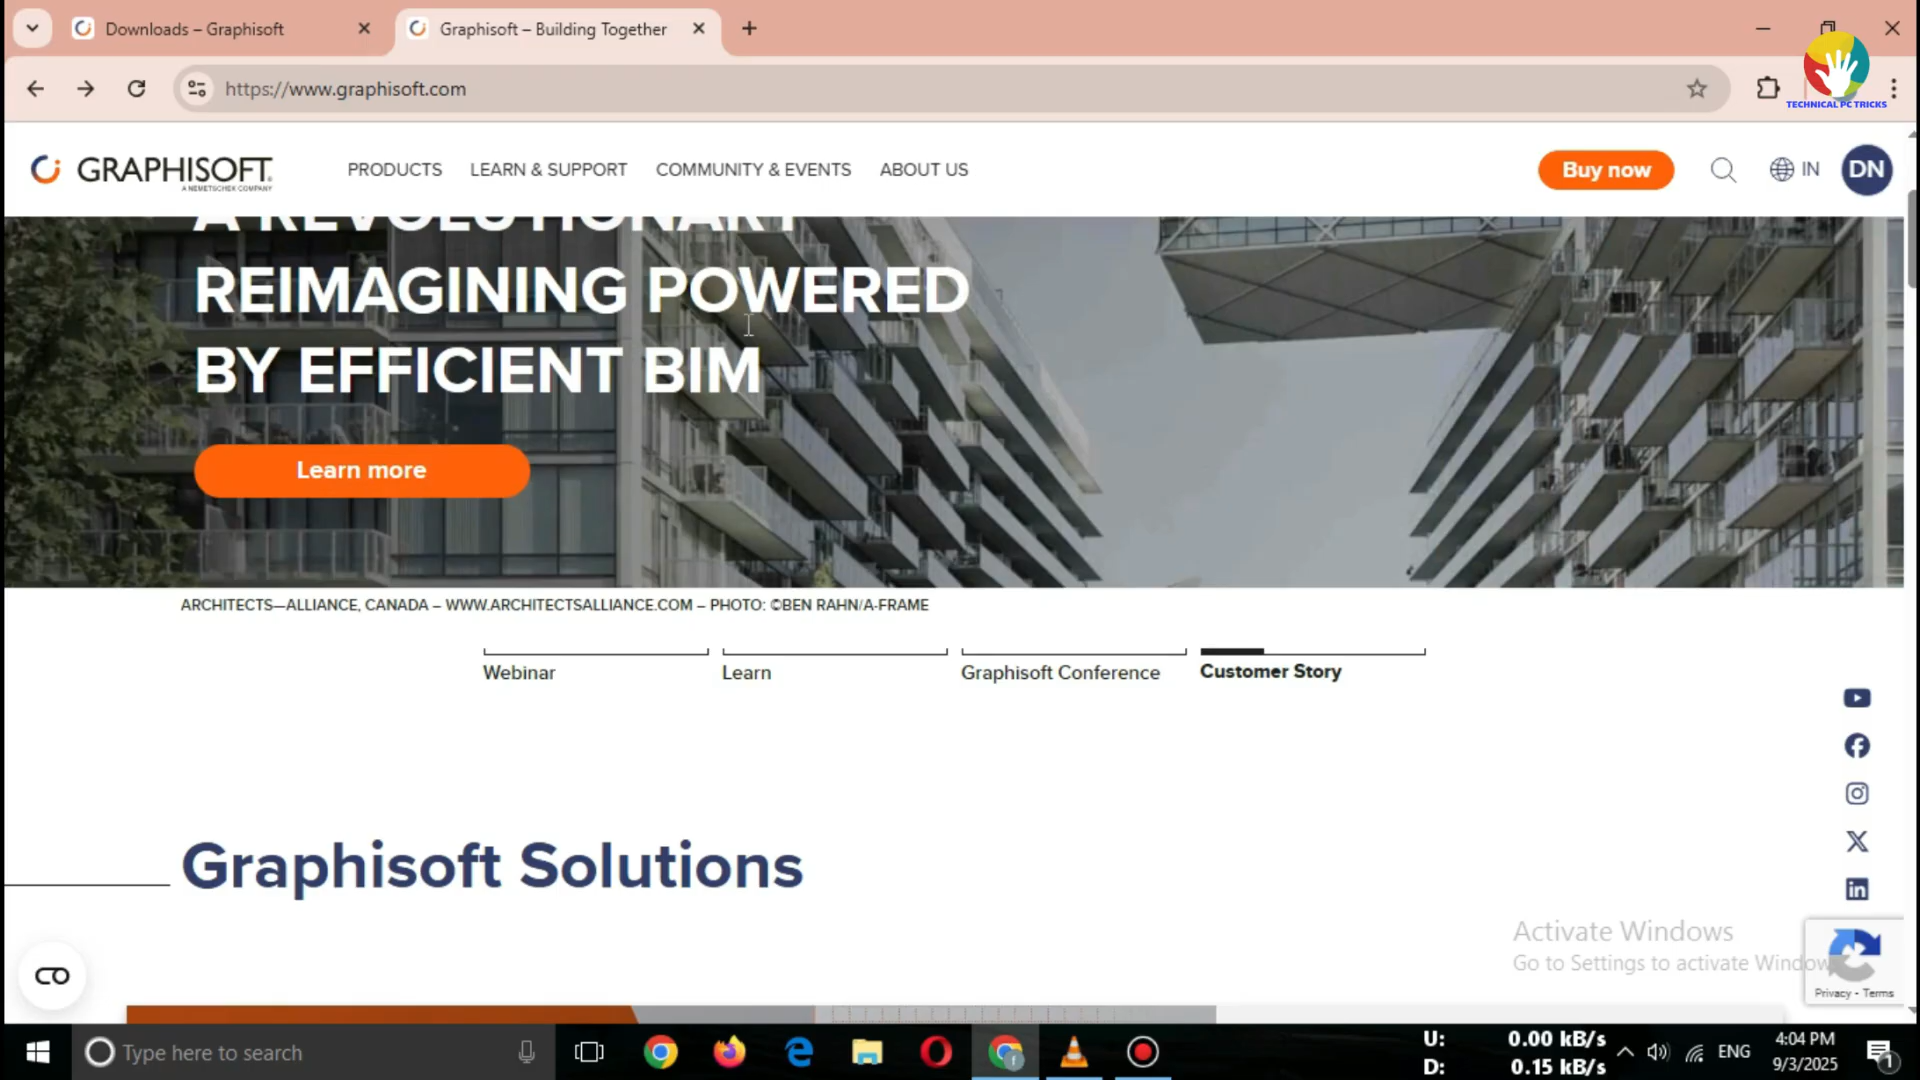 Downloads – Graphisoft
Graphisoft – Building Together
https://www.graphisoft.com
TECHNICAL PC TRICKS
GRAPHISOFT
A NEMETSCHEK COMPANY
PRODUCTS
LEARN & SUPPORT
COMMUNITY & EVENTS
ABOUT US
Buy now
IN
DN
A REVOLUTIONARY
REIMAGINING POWERED
BY EFFICIENT BIM
Learn more
ARCHITECTS—ALLIANCE, CANADA – WWW.ARCHITECTSALLIANCE.COM – PHOTO: ©BEN RAHN/A-FRAME
Webinar
Learn
Graphisoft Conference
Customer Story
Graphisoft Solutions
Activate Windows
Go to Settings to activate Window
Privacy - Terms
Type here to search
U: 0.00 kB/s
D: 0.15 kB/s
ENG
4:04 PM
9/3/2025
1